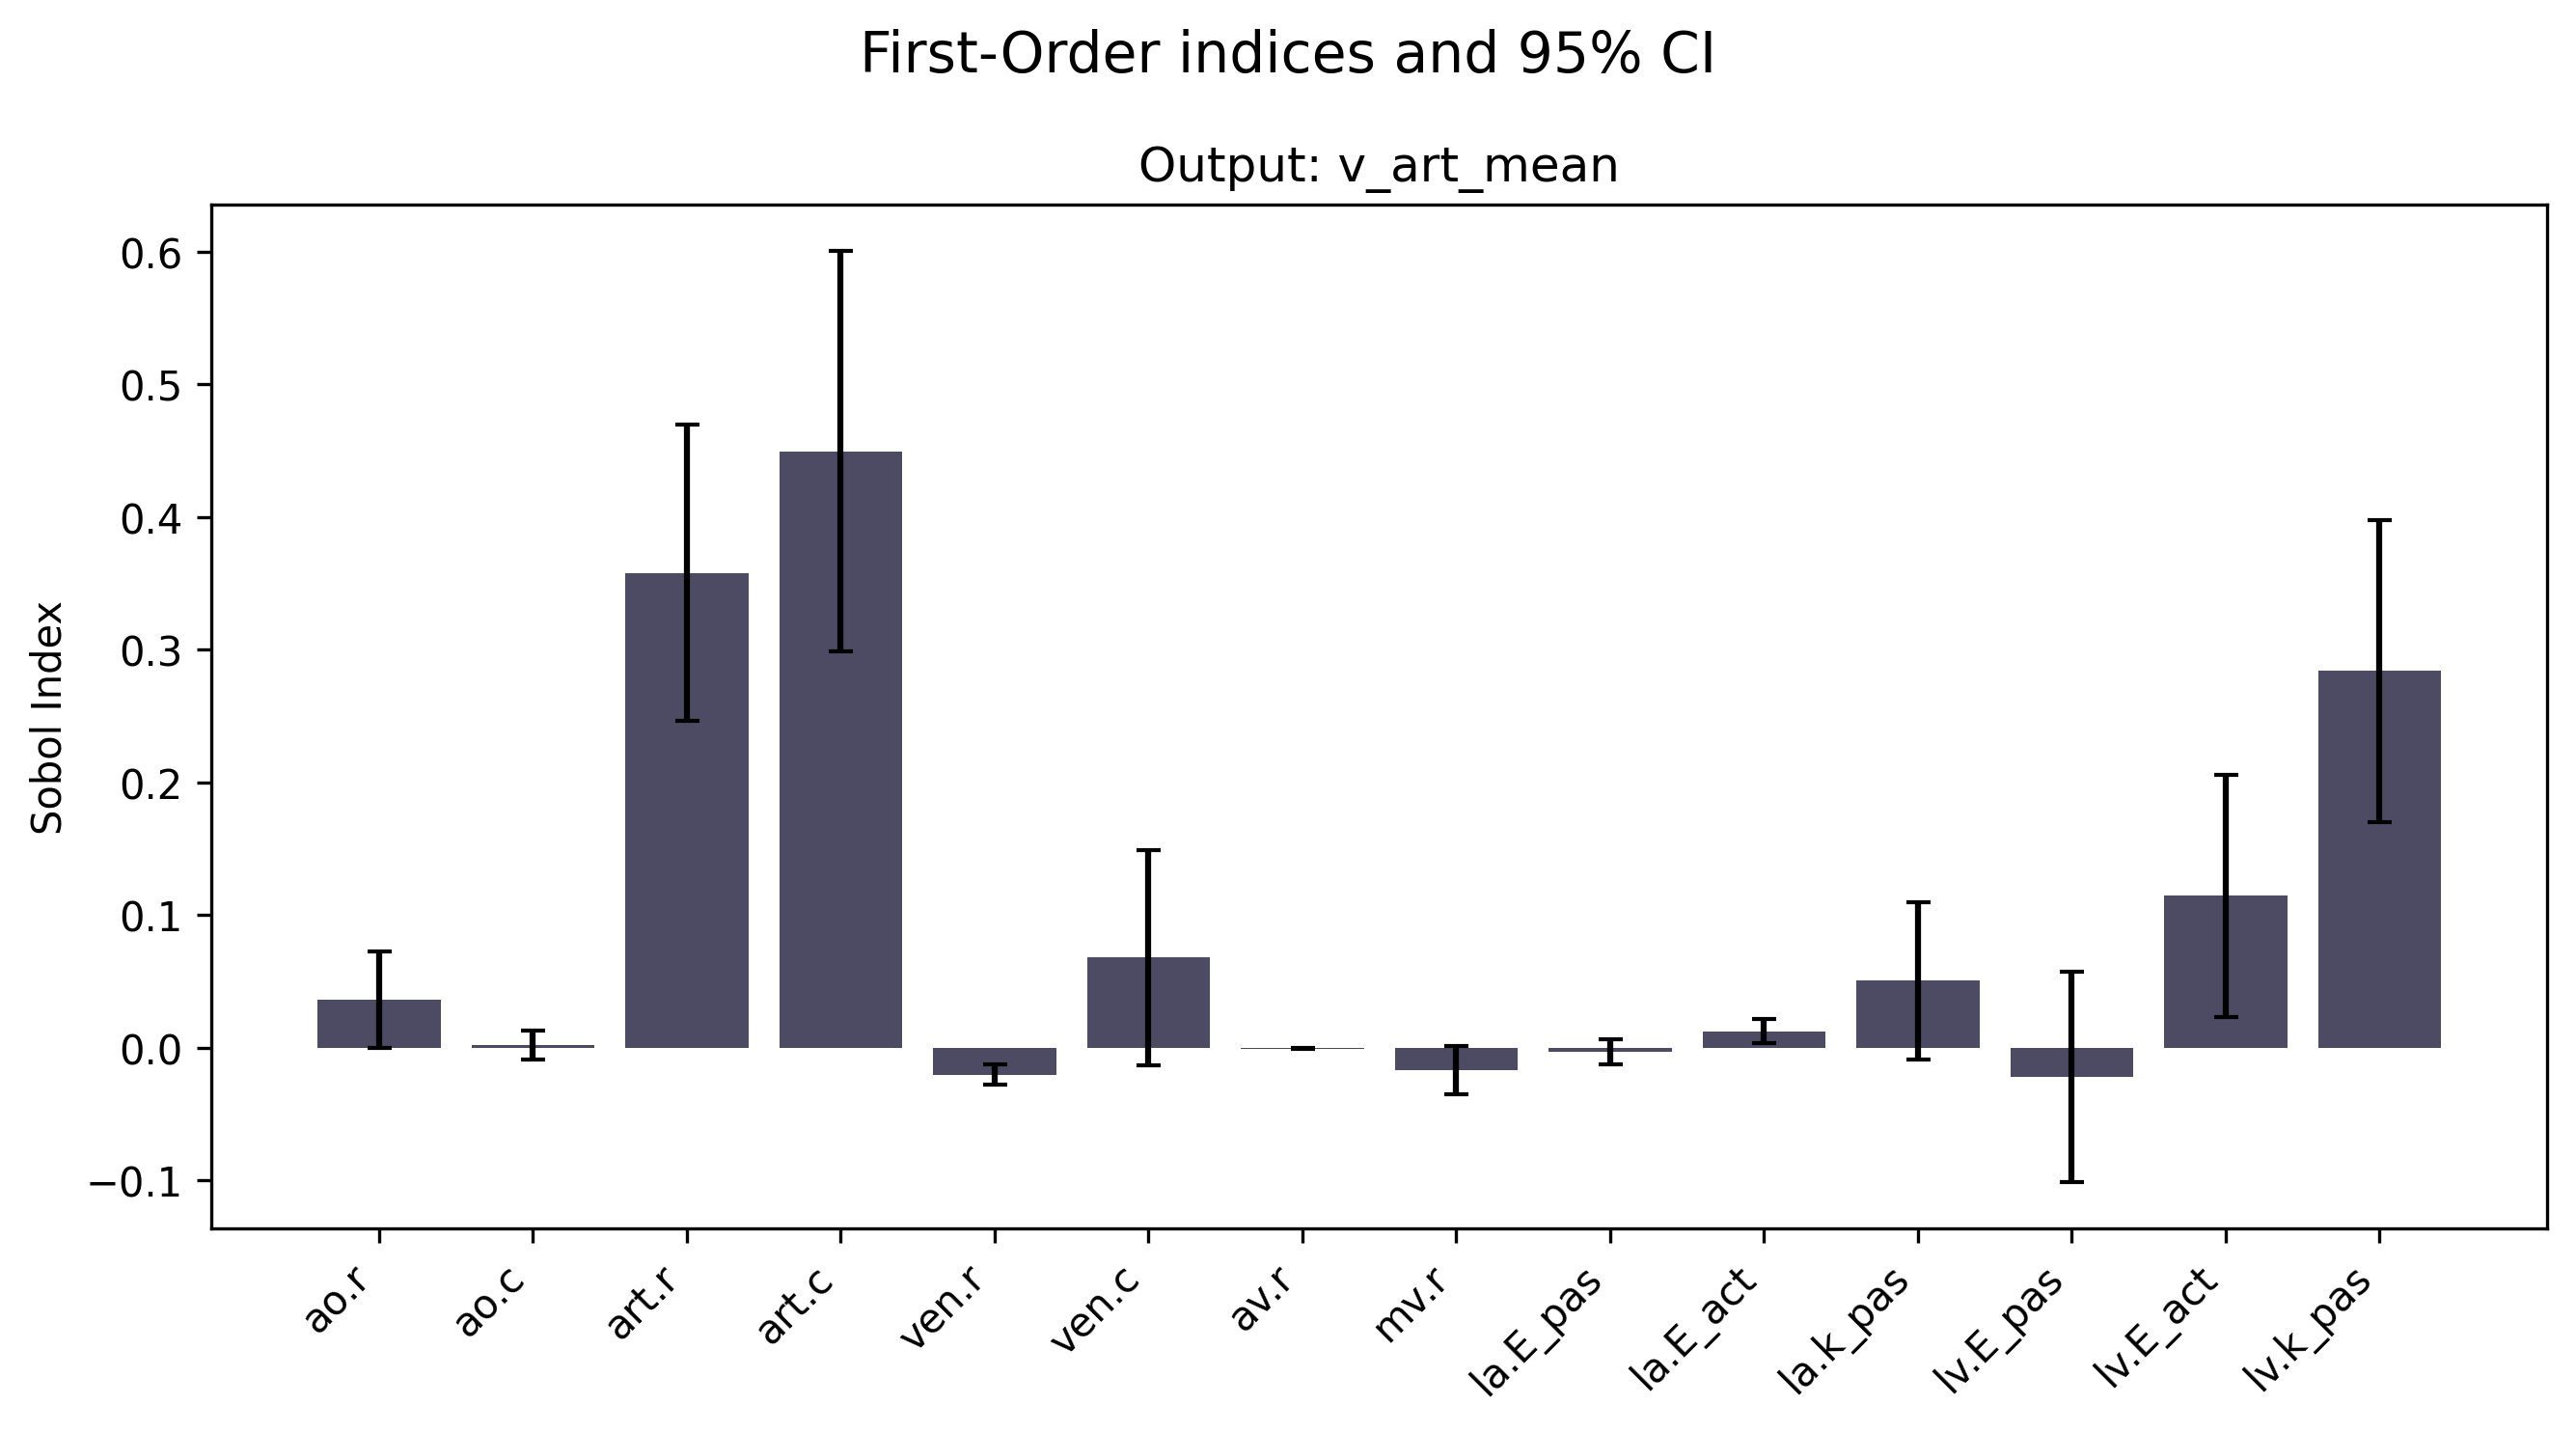 First-Order indices and 95% CI
Output: v_art_mean
Sobol Index
0.6
0.5
0.4
0.3
0.2
0.1
0.0
−0.1
ao.r
ao.c
art.r
art.c
ven.r
ven.c
av.r
mv.r
la.E_pas
la.E_act
la.k_pas
lv.E_pas
lv.E_act
lv.k_pas